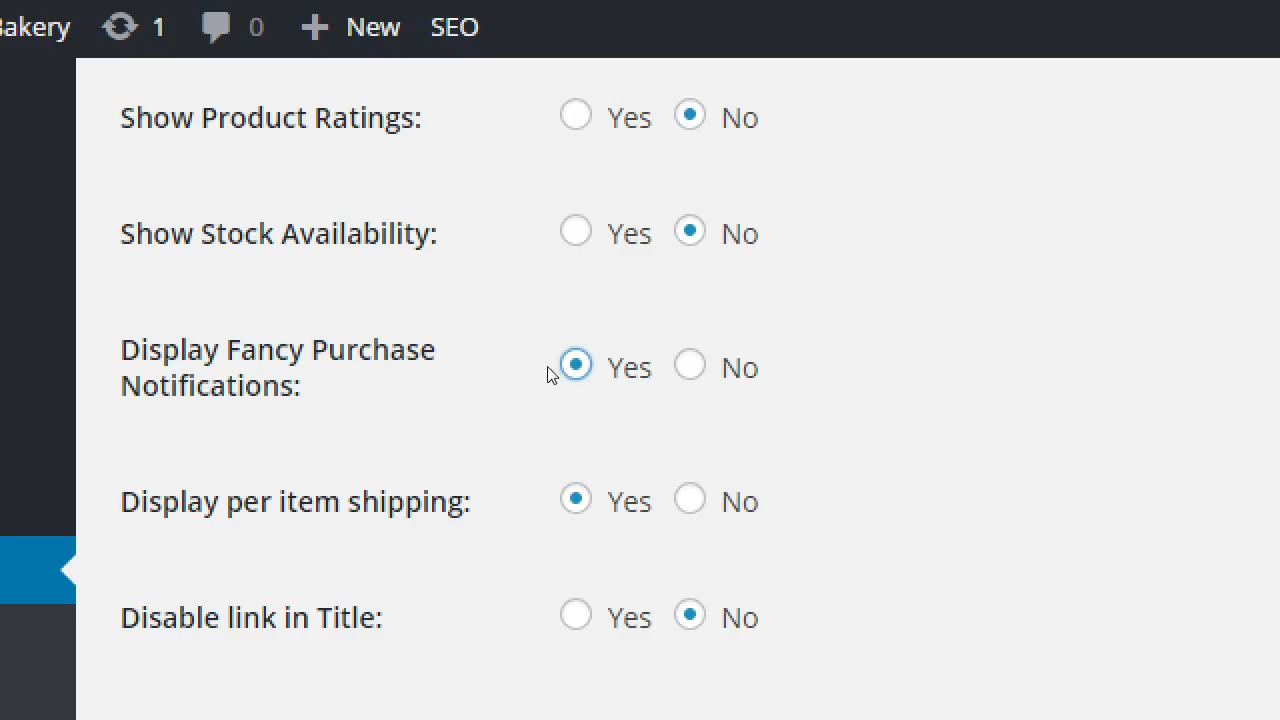 Bakery 1 0 New SEO
Show Product Ratings: Yes No
Show Stock Availability: Yes No
Display Fancy Purchase
Notifications: Yes No
Display per item shipping: Yes No
Disable link in Title: Yes No